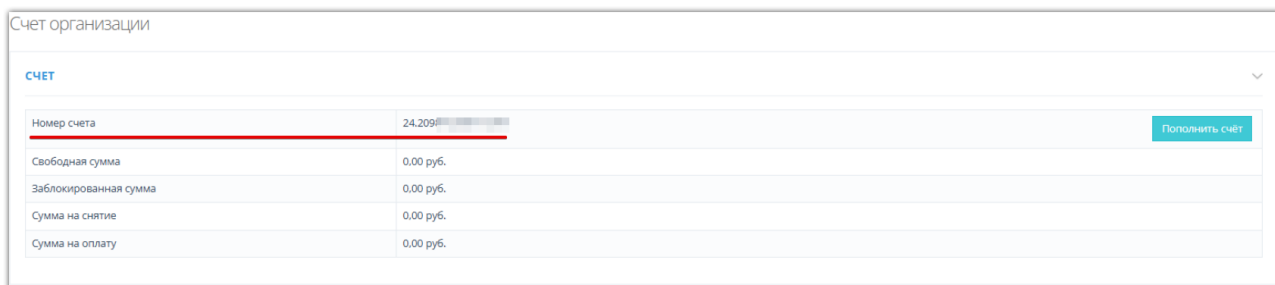 Счет организации
СЧЕТ
Номер счета 24.209 Пополнить счёт
Свободная сумма 0,00 руб.
Заблокированная сумма 0,00 руб.
Сумма на снятие 0,00 руб.
Сумма на оплату 0,00 руб.